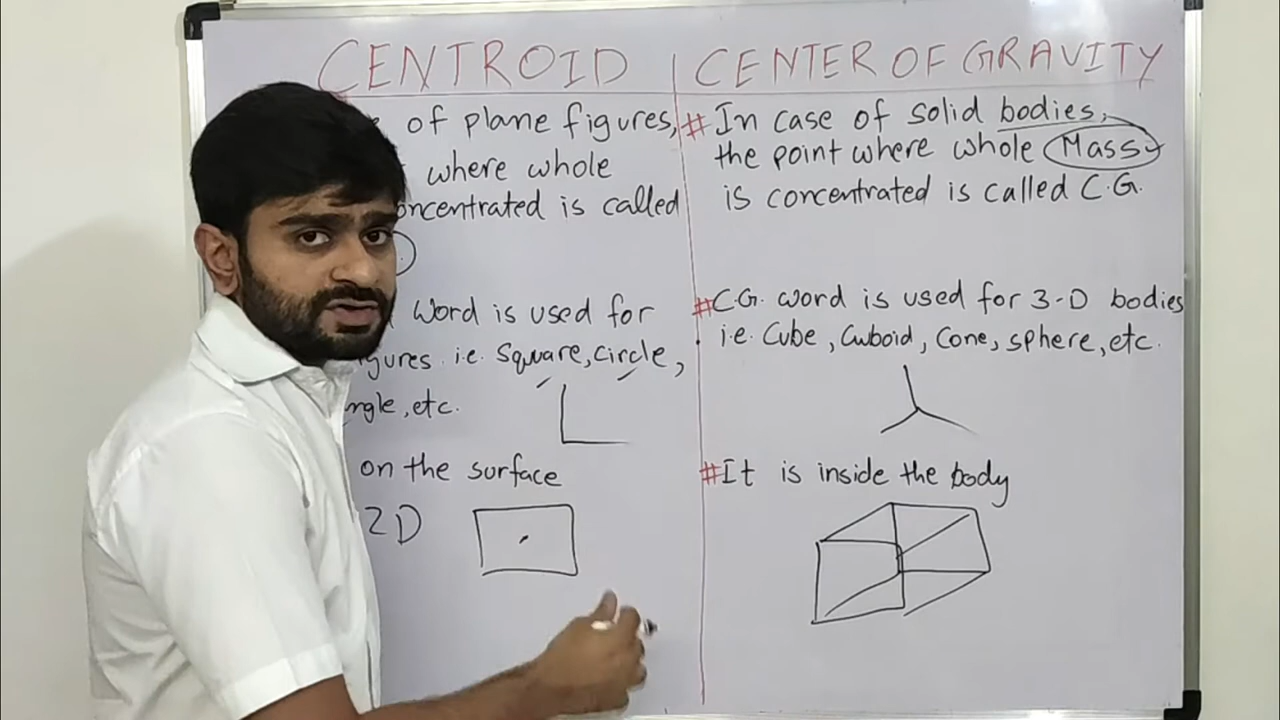 CENTROID
of plane figures,
where whole
concentrated is called
Word is used for
figures. i.e. Square, Circle,
etc.
on the surface
2D
CENTER OF GRAVITY
# In case of solid bodies,
the point where whole Mass
is concentrated is called C.G.
# C.G. word is used for 3-D bodies
i.e. Cube, Cuboid, Cone, sphere, etc.
# It is inside the body